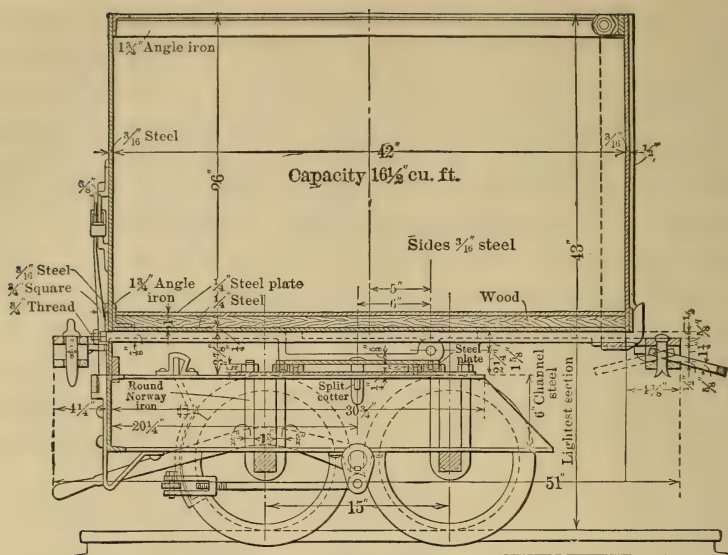 1¾" Angle iron
3/16" Steel
42"
3/16"
½"
Capacity 16½" cu. ft.
26"
43"
Sides 3/16" steel
3/16" Steel
¾" Square
¾" Thread
1¾" Angle
iron
¼" Steel plate
¼" Steel
5"
6"
Wood
Steel
plate
2¼"
1⅝"
Round
Norway
iron
Split
cotter
6" Channel
steel
Lightest section
4¼"
20¼"
51"
15"